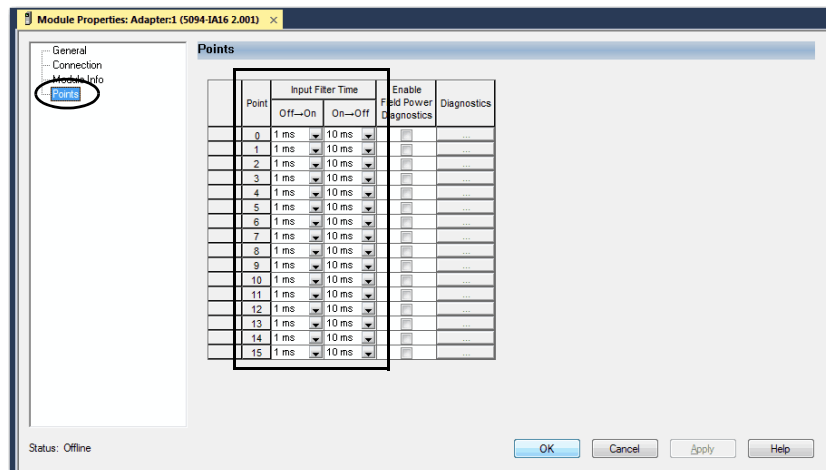 Module Properties: Adapter:1 (5094-IA16 2.001) ×
General
Connection
Module Info
Points
Points
Point
Input Filter Time
Off→On
On→Off
Enable
Field Power
Diagnostics
Diagnostics
0 1 ms 10 ms ...
1 1 ms 10 ms ...
2 1 ms 10 ms ...
3 1 ms 10 ms ...
4 1 ms 10 ms ...
5 1 ms 10 ms ...
6 1 ms 10 ms ...
7 1 ms 10 ms ...
8 1 ms 10 ms ...
9 1 ms 10 ms ...
10 1 ms 10 ms ...
11 1 ms 10 ms ...
12 1 ms 10 ms ...
13 1 ms 10 ms ...
14 1 ms 10 ms ...
15 1 ms 10 ms ...
Status: Offline
OK
Cancel
Apply
Help